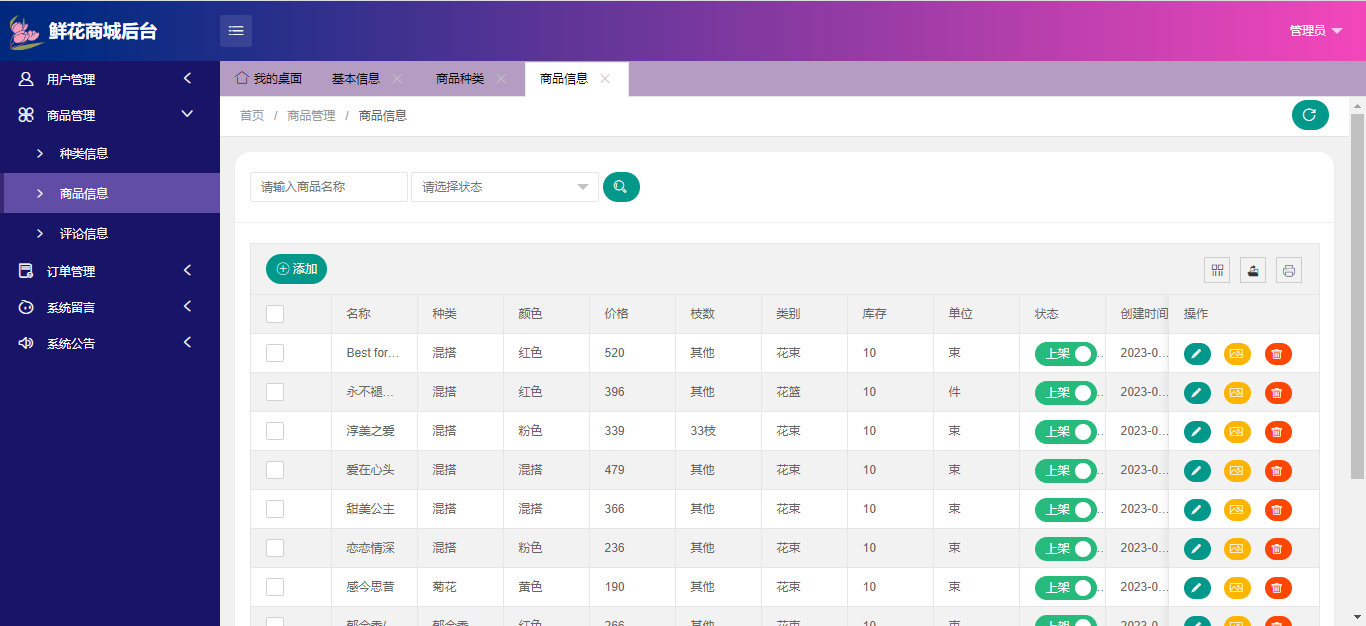 鲜花商城后台
管理员
用户管理
商品管理
种类信息
商品信息
评论信息
订单管理
系统留言
系统公告
我的桌面 基本信息 商品种类 商品信息
首页 / 商品管理 / 商品信息
请输入商品名称 请选择状态
添加
名称 种类 颜色 价格 枝数 类别 库存 单位 状态 创建时间 操作
Best for... 混搭 红色 520 其他 花束 10 束 上架 2023-0...
永不褪... 混搭 红色 396 其他 花篮 10 件 上架 2023-0...
淳美之爱 混搭 粉色 339 33枝 花束 10 束 上架 2023-0...
爱在心头 混搭 混搭 479 其他 花束 10 束 上架 2023-0...
甜美公主 混搭 混搭 366 其他 花束 10 束 上架 2023-0...
恋恋情深 混搭 粉色 236 其他 花束 10 束 上架 2023-0...
感今思昔 菊花 黄色 190 其他 花束 10 束 上架 2023-0...
红色 266 其他 花束 10 束 上架 2023-0...